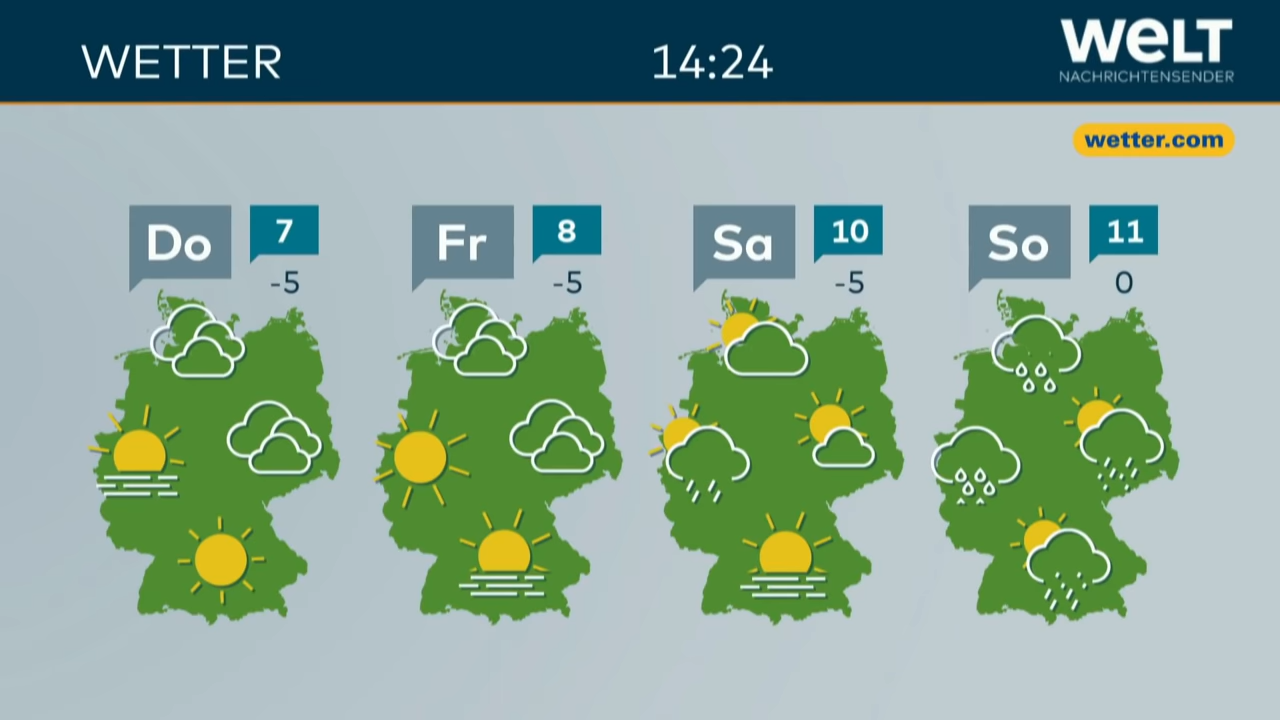 WETTER
14:24
WELT
NACHRICHTENSENDER
wetter.com
Do
7
-5
Fr
8
-5
Sa
10
-5
So
11
0